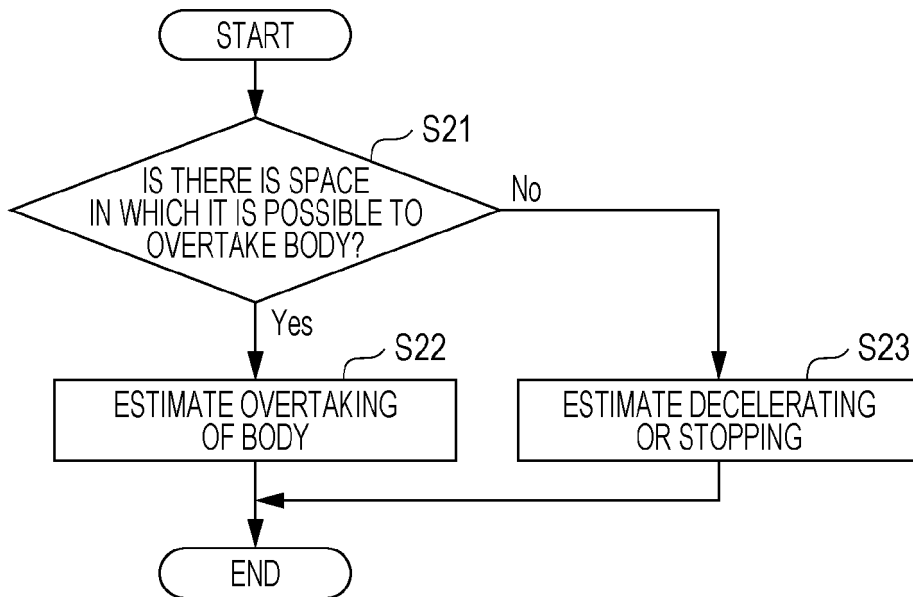 START
S21
IS THERE IS SPACE
IN WHICH IT IS POSSIBLE TO
OVERTAKE BODY?
No
Yes
S22
ESTIMATE OVERTAKING
OF BODY
S23
ESTIMATE DECELERATING
OR STOPPING
END